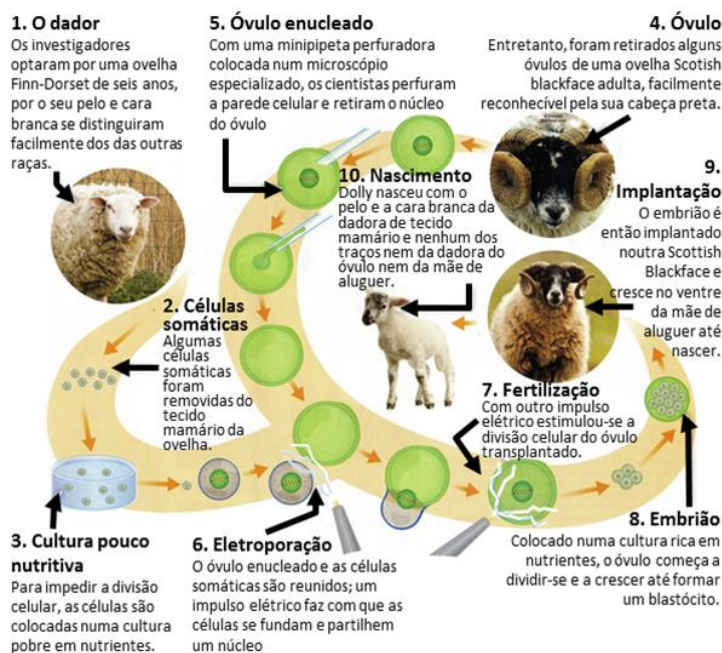 1. O dador
Os investigadores
optaram por uma ovelha
Finn-Dorset de seis anos,
por o seu pelo e cara
branca se distinguiram
facilmente dos das outras
raças.
2. Células
somáticas
Algumas
células
somáticas
foram
removidas do
tecido
mamário da
ovelha.
3. Cultura pouco
nutritiva
Para impedir a divisão
celular, as células são
colocadas numa cultura
pobre em nutrientes.
4. Óvulo
Entretanto, foram retirados alguns
óvulos de uma ovelha Scotish
blackface adulta, facilmente
reconhecível pela sua cabeça preta.
5. Óvulo enucleado
Com uma minipipeta perfuradora
colocada num microscópio
especializado, os cientistas perfuram
a parede celular e retiram o núcleo
do óvulo
6. Eletroporação
O óvulo enucleado e as células
somáticas são reunidos; um
impulso elétrico faz com que as
células se fundam e partilhem
um núcleo
7. Fertilização
Com outro impulso
elétrico estimulou-se a
divisão celular do óvulo
transplantado.
8. Embrião
Colocado numa cultura rica em
nutrientes, o óvulo começa a
dividir-se e a crescer até formar
um blastócito.
9.
Implantação
O embrião é
então implantado
noutra Scottish
Blackface e
cresce no ventre
da mãe de
aluguer até
nascer.
10. Nascimento
Dolly nasceu com o
pelo e a cara branca da
dadora de tecido
mamário e nenhum dos
traços nem da dadora do
óvulo nem da mãe de
aluguer.